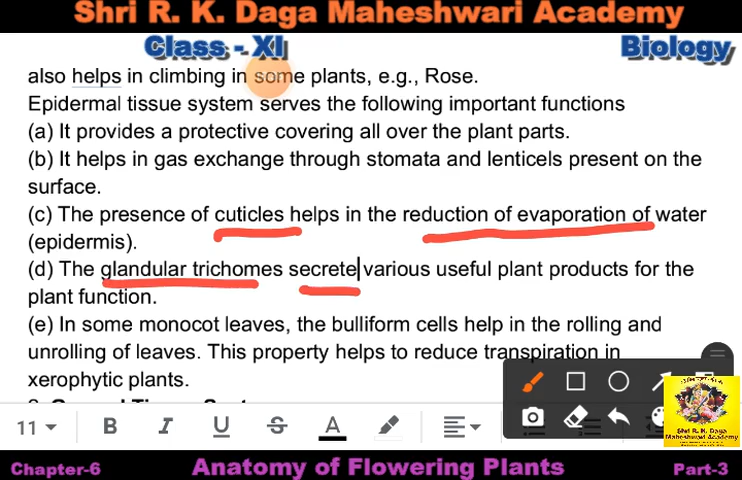 Shri R. K. Daga Maheshwari Academy
Class - XI Biology
also helps in climbing in some plants, e.g., Rose.
Epidermal tissue system serves the following important functions
(a) It provides a protective covering all over the plant parts.
(b) It helps in gas exchange through stomata and lenticels present on the
surface.
(c) The presence of cuticles helps in the reduction of evaporation of water
(epidermis).
(d) The glandular trichomes secrete various useful plant products for the
plant function.
(e) In some monocot leaves, the bulliform cells help in the rolling and
unrolling of leaves. This property helps to reduce transpiration in
xerophytic plants.
11 B I U S A
Shri R. K. Daga
Maheshwari Academy
Chapter-6 Anatomy of Flowering Plants Part-3